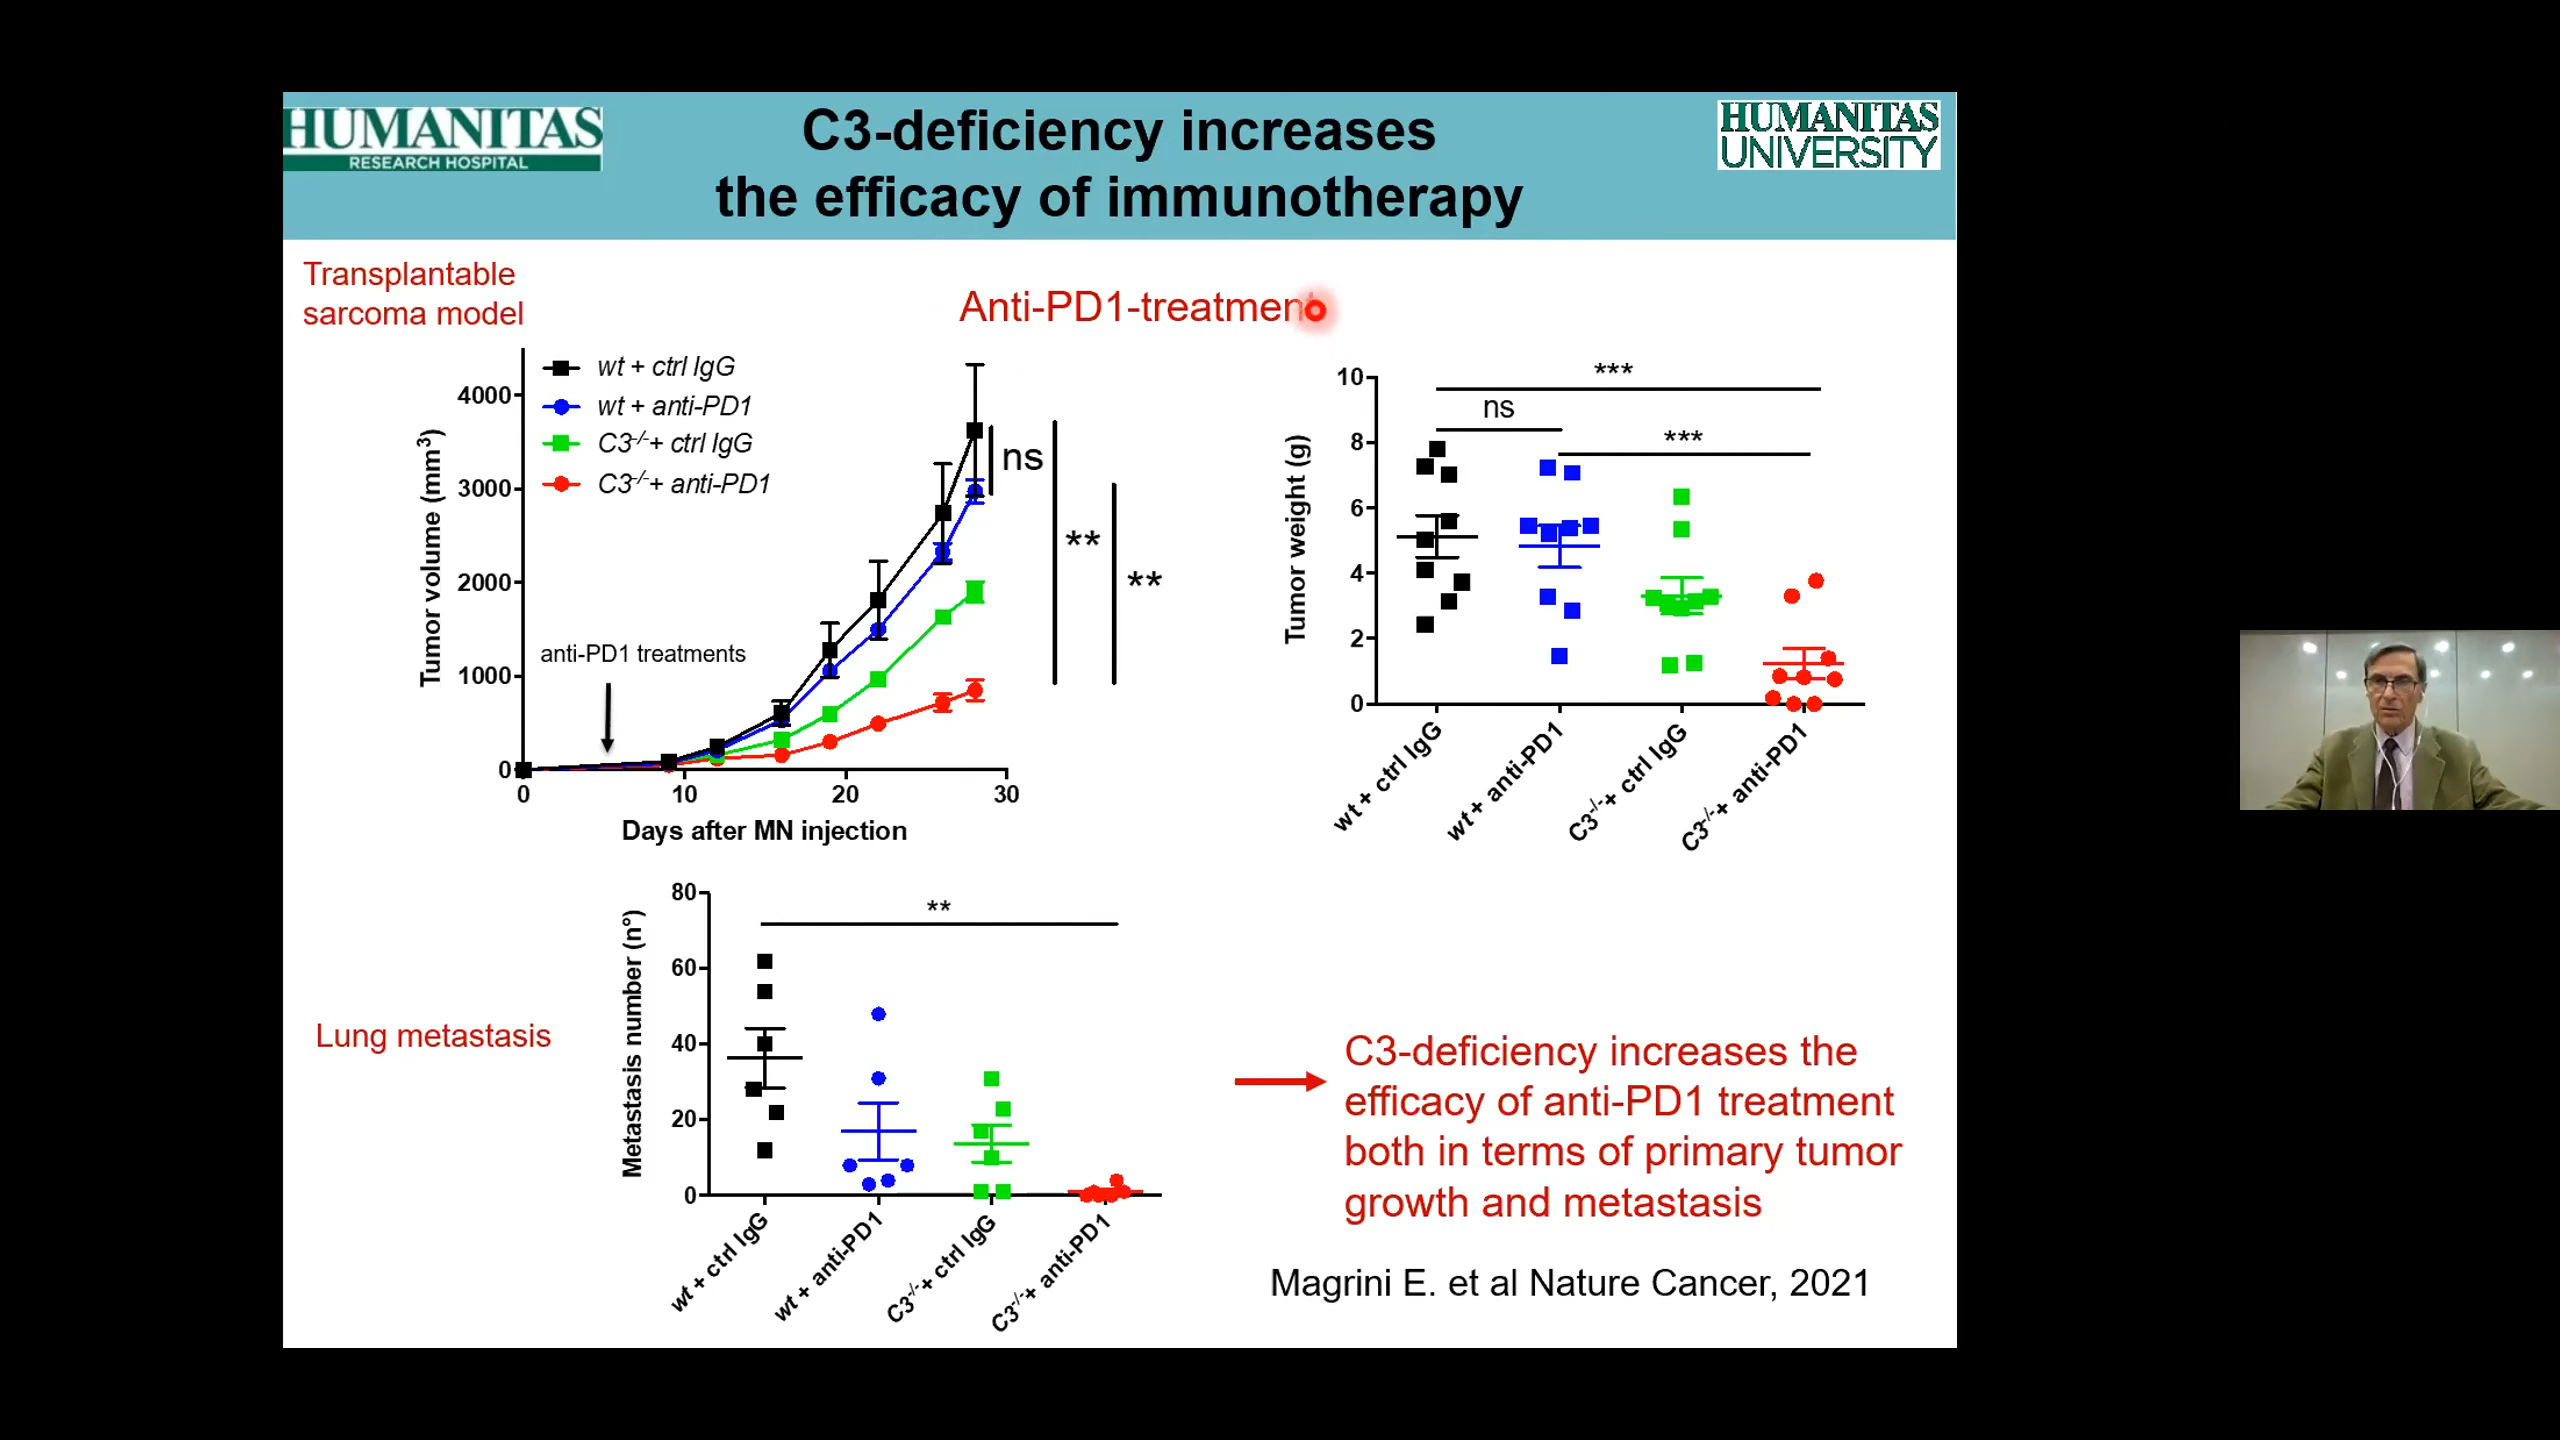 HUMANITAS
RESEARCH HOSPITAL
C3-deficiency increases
the efficacy of immunotherapy
HUMANITAS
UNIVERSITY
Transplantable
sarcoma model
Anti-PD1-treatment
wt + ctrl IgG
wt + anti-PD1
C3-/-+ ctrl IgG
C3-/-+ anti-PD1
Tumor volume (mm3)
4000
3000
2000
1000
0
anti-PD1 treatments
ns
**
**
0 10 20 30
Days after MN injection
Tumor weight (g)
10
8
6
4
2
0
***
ns
***
wt + ctrl IgG
wt + anti-PD1
C3-/-+ ctrl IgG
C3-/-+ anti-PD1
Lung metastasis
Metastasis number (n°)
80
60
40
20
0
**
wt + ctrl IgG
wt + anti-PD1
C3-/-+ ctrl IgG
C3-/-+ anti-PD1
C3-deficiency increases the
efficacy of anti-PD1 treatment
both in terms of primary tumor
growth and metastasis
Magrini E. et al Nature Cancer, 2021